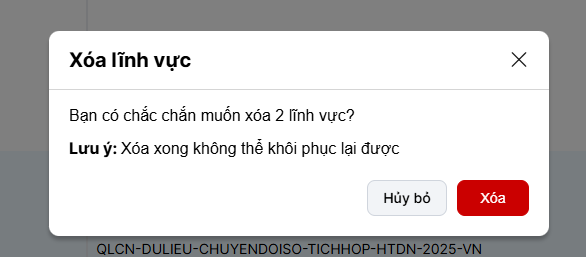 Xóa lĩnh vực
Bạn có chắc chắn muốn xóa 2 lĩnh vực?
Lưu ý: Xóa xong không thể khôi phục lại được
Hủy bỏ
Xóa
QLCN-DULIEU-CHUYENDOISO-TICHHOP-HTDN-2025-VN